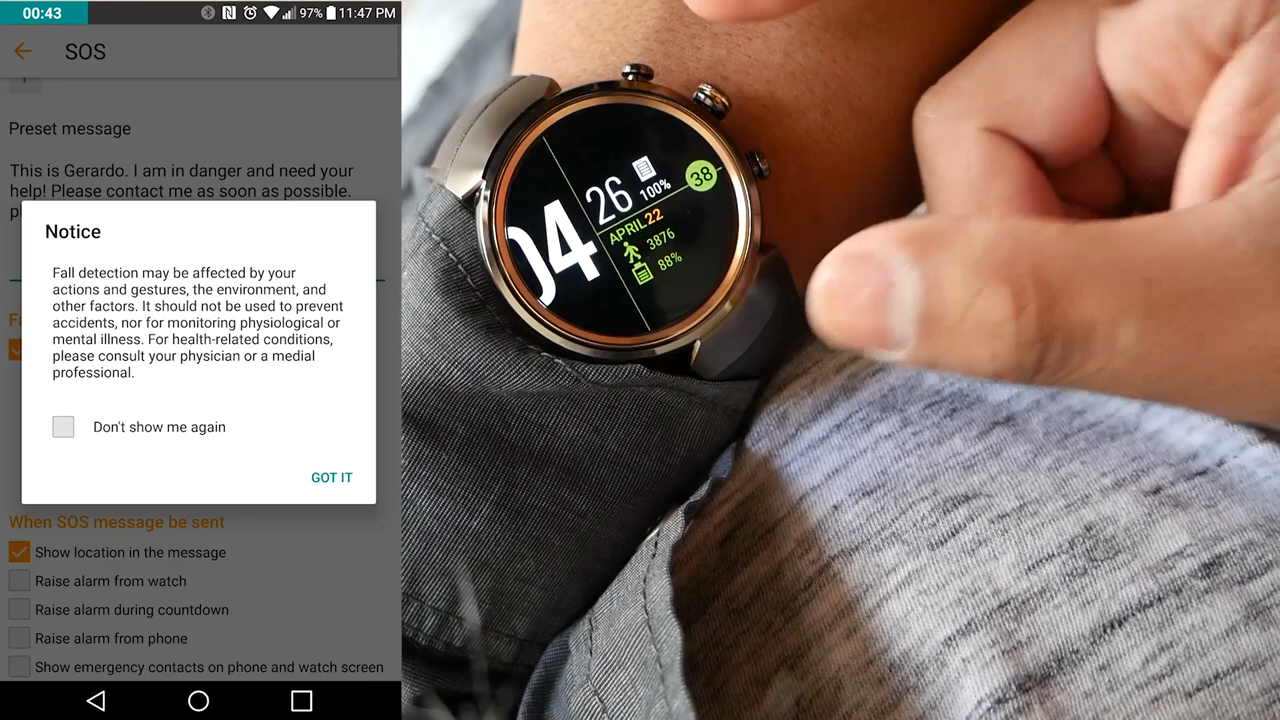 00:43
97% 11:47 PM
SOS
Preset message
This is Gerardo. I am in danger and need your
help! Please contact me as soon as possible.
Notice
Fall detection may be affected by your
actions and gestures, the environment, and
other factors. It should not be used to prevent
accidents, nor for monitoring physiological or
mental illness. For health-related conditions,
please consult your physician or a medial
professional.
Don't show me again
GOT IT
When SOS message be sent
Show location in the message
Raise alarm from watch
Raise alarm during countdown
Raise alarm from phone
Show emergency contacts on phone and watch screen
04
26
100%
38
APRIL22
3876
88%